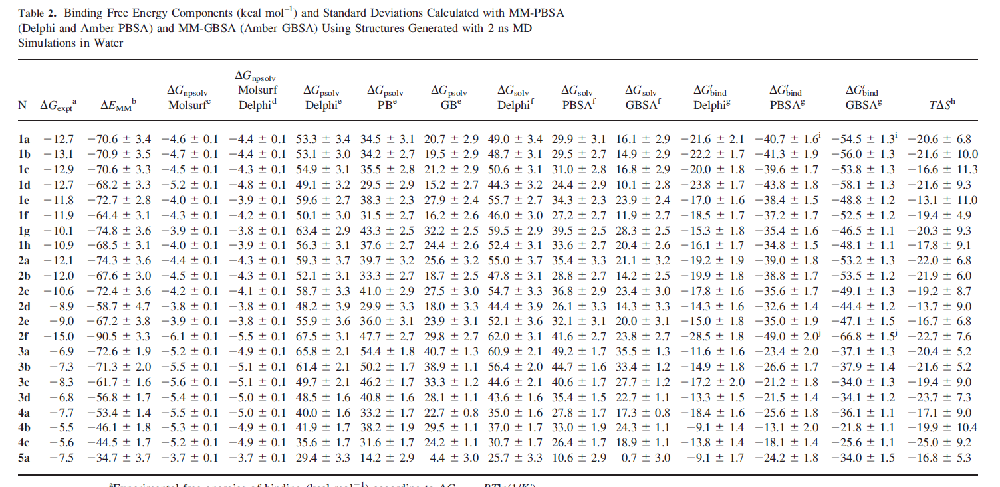 Table 2. Binding Free Energy Components (kcal mol⁻¹) and Standard Deviations Calculated with MM-PBSA
(Delphi and Amber PBSA) and MM-GBSA (Amber GBSA) Using Structures Generated with 2 ns MD
Simulations in Water
N ΔG_expt^a ΔE_MM^b ΔG_npsolv Molsurf^c ΔG_npsolv Molsurf Delphi^d ΔG_psolv Delphi^e ΔG_psolv PB^e ΔG_psolv GB^e ΔG_solv Delphi^f ΔG_solv PBSA^f ΔG_solv GBSA^f ΔG′_bind Delphi^g ΔG′_bind PBSA^g ΔG′_bind GBSA^g TΔS^h
1a −12.7 −70.6 ± 3.4 −4.6 ± 0.1 −4.4 ± 0.1 53.3 ± 3.4 34.5 ± 3.1 20.7 ± 2.9 49.0 ± 3.4 29.9 ± 3.1 16.1 ± 2.9 −21.6 ± 2.1 −40.7 ± 1.6^i −54.5 ± 1.3^i −20.6 ± 6.8
1b −13.1 −70.9 ± 3.5 −4.7 ± 0.1 −4.4 ± 0.1 53.1 ± 3.0 34.2 ± 2.7 19.5 ± 2.9 48.7 ± 3.1 29.5 ± 2.7 14.9 ± 2.9 −22.2 ± 1.7 −41.3 ± 1.9 −56.0 ± 1.3 −21.6 ± 10.0
1c −12.9 −70.6 ± 3.3 −4.5 ± 0.1 −4.3 ± 0.1 54.9 ± 3.1 35.5 ± 2.8 21.2 ± 2.9 50.6 ± 3.1 31.0 ± 2.8 16.8 ± 2.9 −20.0 ± 1.8 −39.6 ± 1.7 −53.8 ± 1.3 −16.6 ± 11.3
1d −12.7 −68.2 ± 3.3 −5.2 ± 0.1 −4.8 ± 0.1 49.1 ± 3.2 29.5 ± 2.9 15.2 ± 2.7 44.3 ± 3.2 24.4 ± 2.9 10.1 ± 2.8 −23.8 ± 1.7 −43.8 ± 1.8 −58.1 ± 1.3 −21.6 ± 9.3
1e −11.8 −72.7 ± 2.8 −4.0 ± 0.1 −3.9 ± 0.1 59.6 ± 2.7 38.3 ± 2.3 27.9 ± 2.4 55.7 ± 2.7 34.3 ± 2.3 23.9 ± 2.4 −17.0 ± 1.6 −38.4 ± 1.5 −48.8 ± 1.2 −13.1 ± 11.0
1f −11.9 −64.4 ± 3.1 −4.3 ± 0.1 −4.2 ± 0.1 50.1 ± 3.0 31.5 ± 2.7 16.2 ± 2.6 46.0 ± 3.0 27.2 ± 2.7 11.9 ± 2.7 −18.5 ± 1.7 −37.2 ± 1.7 −52.5 ± 1.2 −19.4 ± 4.9
1g −10.1 −74.8 ± 3.6 −3.9 ± 0.1 −3.8 ± 0.1 63.4 ± 2.9 43.3 ± 2.5 32.2 ± 2.5 59.5 ± 2.9 39.5 ± 2.5 28.3 ± 2.5 −15.3 ± 1.8 −35.4 ± 1.6 −46.5 ± 1.1 −20.3 ± 9.3
1h −10.9 −68.5 ± 3.1 −4.0 ± 0.1 −3.9 ± 0.1 56.3 ± 3.1 37.6 ± 2.7 24.4 ± 2.6 52.4 ± 3.1 33.6 ± 2.7 20.4 ± 2.6 −16.1 ± 1.7 −34.8 ± 1.5 −48.1 ± 1.1 −17.8 ± 9.1
2a −12.1 −74.3 ± 3.6 −4.4 ± 0.1 −4.3 ± 0.1 59.3 ± 3.7 39.7 ± 3.2 25.6 ± 3.2 55.0 ± 3.7 35.4 ± 3.3 21.1 ± 3.2 −19.2 ± 1.9 −39.0 ± 1.8 −53.2 ± 1.3 −22.0 ± 6.8
2b −12.0 −67.6 ± 3.0 −4.5 ± 0.1 −4.3 ± 0.1 52.1 ± 3.1 33.3 ± 2.7 18.7 ± 2.5 47.8 ± 3.1 28.8 ± 2.7 14.2 ± 2.5 −19.9 ± 1.8 −38.8 ± 1.7 −53.5 ± 1.2 −21.9 ± 6.0
2c −10.6 −72.4 ± 3.6 −4.2 ± 0.1 −4.1 ± 0.1 58.7 ± 3.3 41.0 ± 2.9 27.5 ± 3.0 54.7 ± 3.3 36.8 ± 2.9 23.4 ± 3.0 −17.8 ± 1.6 −35.6 ± 1.7 −49.1 ± 1.3 −19.2 ± 8.7
2d −8.9 −58.7 ± 4.7 −3.8 ± 0.1 −3.8 ± 0.1 48.2 ± 3.9 29.9 ± 3.3 18.0 ± 3.3 44.4 ± 3.9 26.1 ± 3.3 14.3 ± 3.3 −14.3 ± 1.6 −32.6 ± 1.4 −44.4 ± 1.2 −13.7 ± 9.0
2e −9.0 −67.2 ± 3.8 −3.9 ± 0.1 −3.8 ± 0.1 55.9 ± 3.6 36.0 ± 3.1 23.9 ± 3.1 52.1 ± 3.6 32.1 ± 3.1 20.0 ± 3.1 −15.0 ± 1.8 −35.0 ± 1.9 −47.1 ± 1.5 −16.7 ± 6.8
2f −15.0 −90.5 ± 3.3 −6.1 ± 0.1 −5.5 ± 0.1 67.5 ± 3.1 47.7 ± 2.7 29.8 ± 2.7 62.0 ± 3.1 41.6 ± 2.7 23.8 ± 2.7 −28.5 ± 1.8 −49.0 ± 2.0^j −66.8 ± 1.5^j −22.7 ± 7.6
3a −6.9 −72.6 ± 1.9 −5.2 ± 0.1 −4.9 ± 0.1 65.8 ± 2.1 54.4 ± 1.8 40.7 ± 1.3 60.9 ± 2.1 49.2 ± 1.7 35.5 ± 1.3 −11.6 ± 1.6 −23.4 ± 2.0 −37.1 ± 1.3 −20.4 ± 5.2
3b −7.3 −71.3 ± 2.0 −5.5 ± 0.1 −5.1 ± 0.1 61.4 ± 2.1 50.2 ± 1.7 38.9 ± 1.1 56.4 ± 2.0 44.7 ± 1.6 33.4 ± 1.2 −14.9 ± 1.8 −26.6 ± 1.7 −37.9 ± 1.4 −21.6 ± 5.2
3c −8.3 −61.7 ± 1.6 −5.6 ± 0.1 −5.1 ± 0.1 49.7 ± 2.1 46.2 ± 1.7 33.3 ± 1.2 44.6 ± 2.1 40.6 ± 1.7 27.7 ± 1.2 −17.2 ± 2.0 −21.2 ± 1.8 −34.0 ± 1.3 −19.4 ± 9.0
3d −6.8 −56.8 ± 1.7 −5.4 ± 0.1 −5.0 ± 0.1 48.5 ± 1.6 40.8 ± 1.6 28.1 ± 1.1 43.6 ± 1.6 35.4 ± 1.5 22.7 ± 1.1 −13.3 ± 1.5 −21.5 ± 1.4 −34.1 ± 1.2 −23.7 ± 7.3
4a −7.7 −53.4 ± 1.4 −5.5 ± 0.1 −5.0 ± 0.1 40.0 ± 1.6 33.2 ± 1.7 22.7 ± 0.8 35.0 ± 1.6 27.8 ± 1.7 17.3 ± 0.8 −18.4 ± 1.6 −25.6 ± 1.8 −36.1 ± 1.1 −17.1 ± 9.0
4b −5.5 −46.1 ± 1.8 −5.3 ± 0.1 −4.9 ± 0.1 41.9 ± 1.7 38.2 ± 1.9 29.5 ± 1.1 37.0 ± 1.7 33.0 ± 1.9 24.3 ± 1.1 −9.1 ± 1.4 −13.1 ± 2.0 −21.8 ± 1.1 −19.9 ± 10.4
4c −5.6 −44.5 ± 1.7 −5.2 ± 0.1 −4.9 ± 0.1 35.6 ± 1.7 31.6 ± 1.7 24.2 ± 1.1 30.7 ± 1.7 26.4 ± 1.7 18.9 ± 1.1 −13.8 ± 1.4 −18.1 ± 1.4 −25.6 ± 1.1 −25.0 ± 9.2
5a −7.5 −34.7 ± 3.7 −3.7 ± 0.1 −3.7 ± 0.1 29.4 ± 3.3 14.2 ± 2.9 4.4 ± 3.0 25.7 ± 3.3 10.6 ± 2.9 0.7 ± 3.0 −9.1 ± 1.7 −24.2 ± 1.8 −34.0 ± 1.5 −16.8 ± 5.3